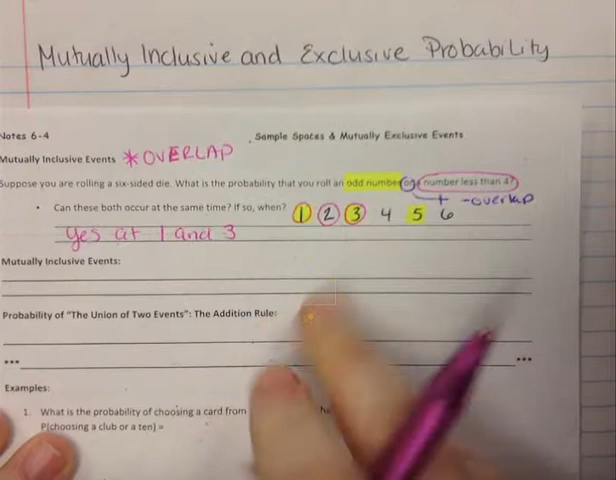 Mutually Inclusive and Exclusive Probability
Notes 6-4
Sample Spaces & Mutually Exclusive Events
Mutually Inclusive Events * OVERLAP
Suppose you are rolling a six-sided die. What is the probability that you roll an odd number or a number less than 4?
+ -overlap
• Can these both occur at the same time? If so, when? 1 2 3 4 5 6
Yes at 1 and 3
Mutually Inclusive Events:
Probability of "The Union of Two Events": The Addition Rule:
***
***
Examples:
1. What is the probability of choosing a card from
P(choosing a club or a ten) =